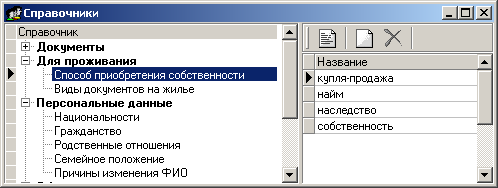 Справочники
Справочник
Документы
Для проживания
Способ приобретения собственности
Виды документов на жилье
Персональные данные
Национальности
Гражданство
Родственные отношения
Семейное положение
Причины изменения ФИО
Название
купля-продажа
найм
наследство
собственность